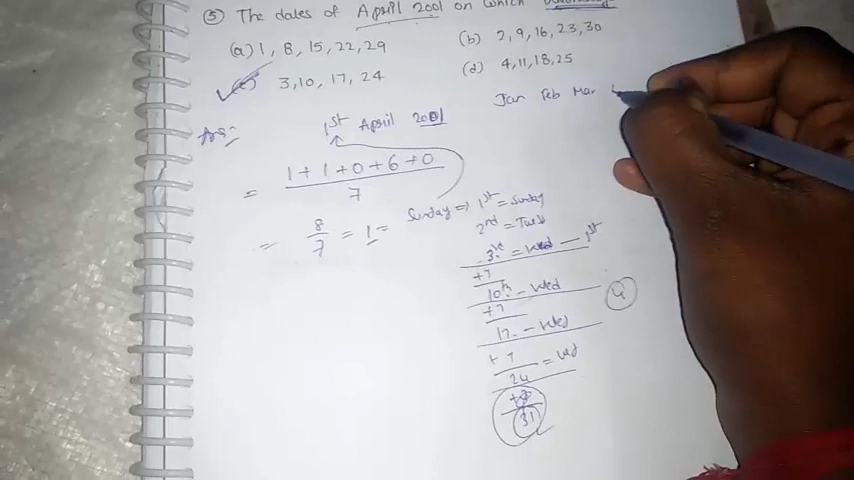 ⑤ The dates of April 2001 on which
(a) 1, 8, 15, 22, 29
(b) 2, 9, 16, 23, 30
(c) 3, 10, 17, 24
(d) 4, 11, 18, 25
Ans:
1st April 2001
Jan Feb Mar
= 1 + 1 + 0 + 6 + 0 / 7
= 8/7 = 1 =
Sunday => 1st = Sunday
2nd = Tues
3rd = Wed — 1st
+7
10th - Wed
+7
17 - Wed
+7
24 = Wed
31
4